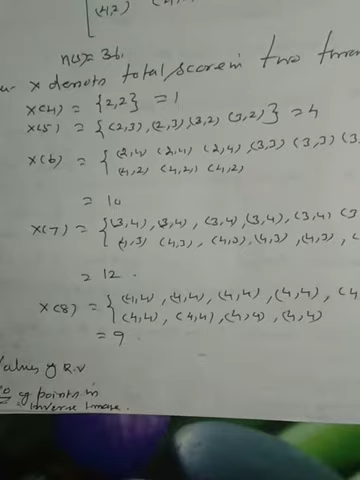 (4,2)
n(s)= 36.
x denots total score in two
X(4) = {2,2} = 1
X(5) = {(2,3), (2,3), (3,2) (3,2)} = 4
X(6) = {(2,4) (2,4) (2,4), (3,3) (3,3) (3,
(4,2) (4,2) (4,2)
= 10
X(7) = {(3,4), (3,4), (3,4) (3,4), (3,4) (3
(4,3) (4,3), (4,3), (4,3), (4,3), (
= 12.
X(8) = {(4,4), (4,4), (4,4), (4,4), (4
(4,4), (4,4), (4,4), (4,4)
= 9
Values of R.V
of points in
inverse image.